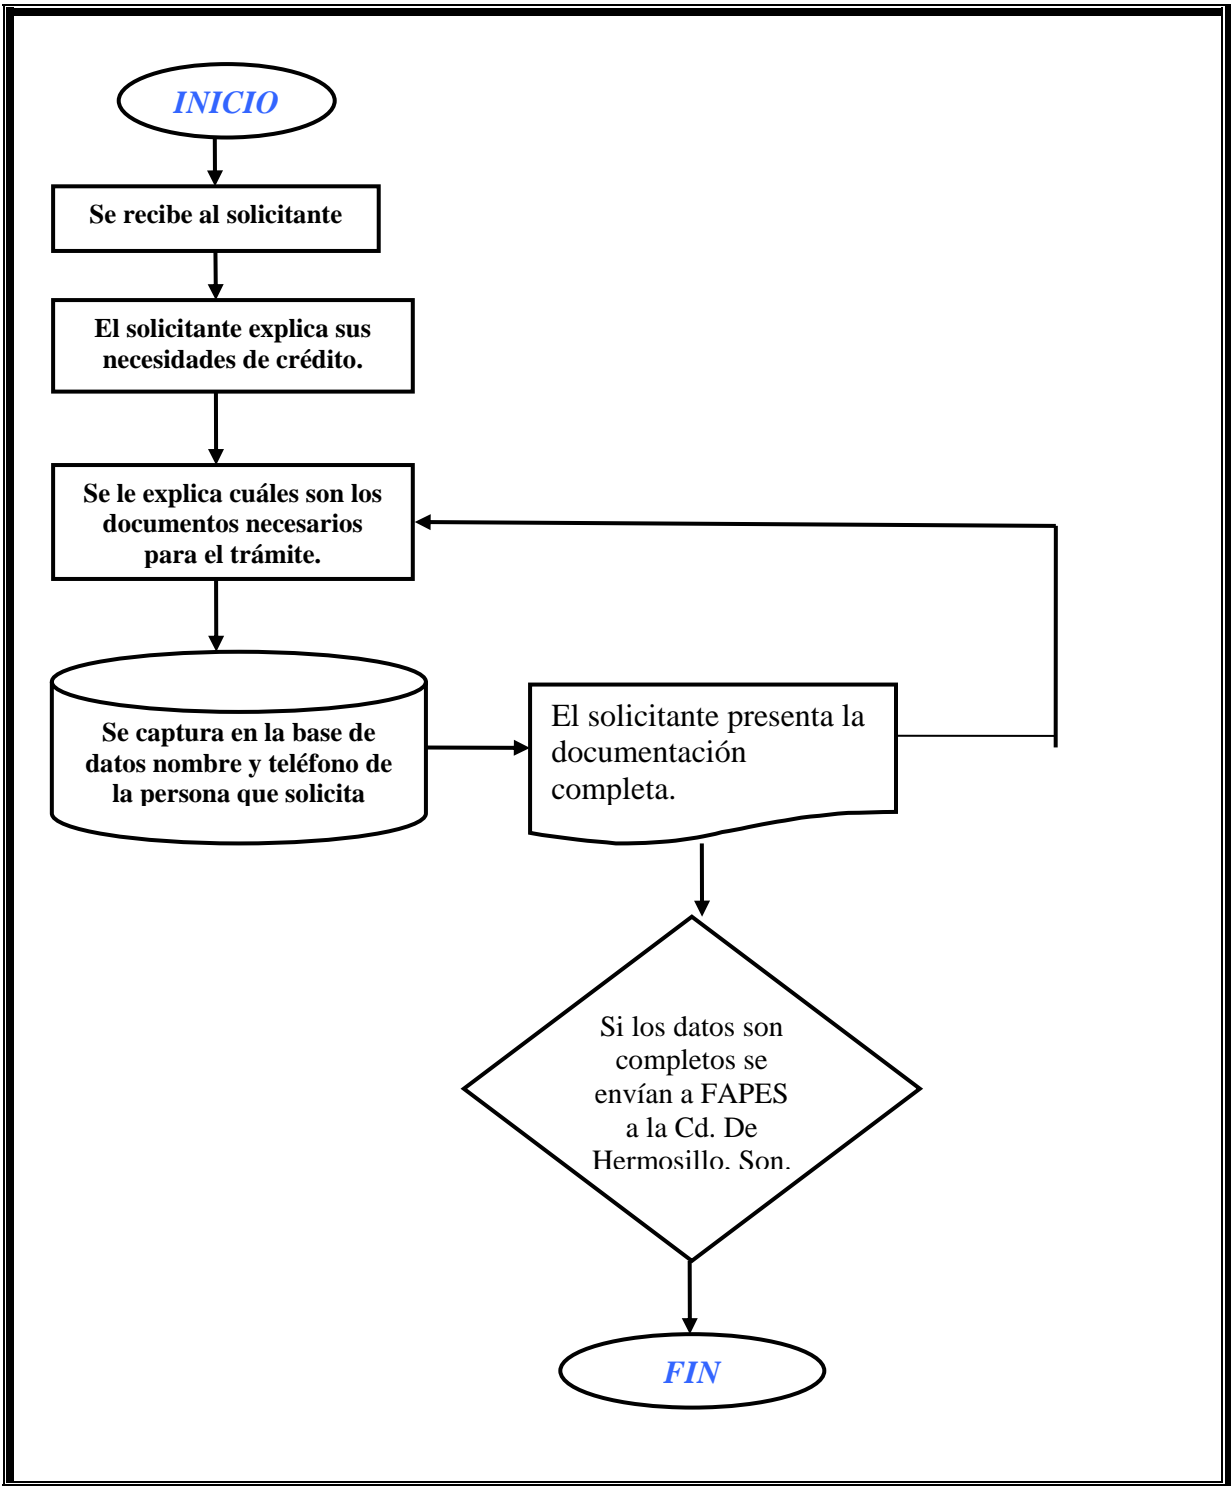 INICIO
Se recibe al solicitante
El solicitante explica sus
necesidades de crédito.
Se le explica cuáles son los
documentos necesarios
para el trámite.
Se captura en la base de
datos nombre y teléfono de
la persona que solicita
El solicitante presenta la
documentación
completa.
Si los datos son
completos se
envían a FAPES
a la Cd. De
Hermosillo, Son.
FIN